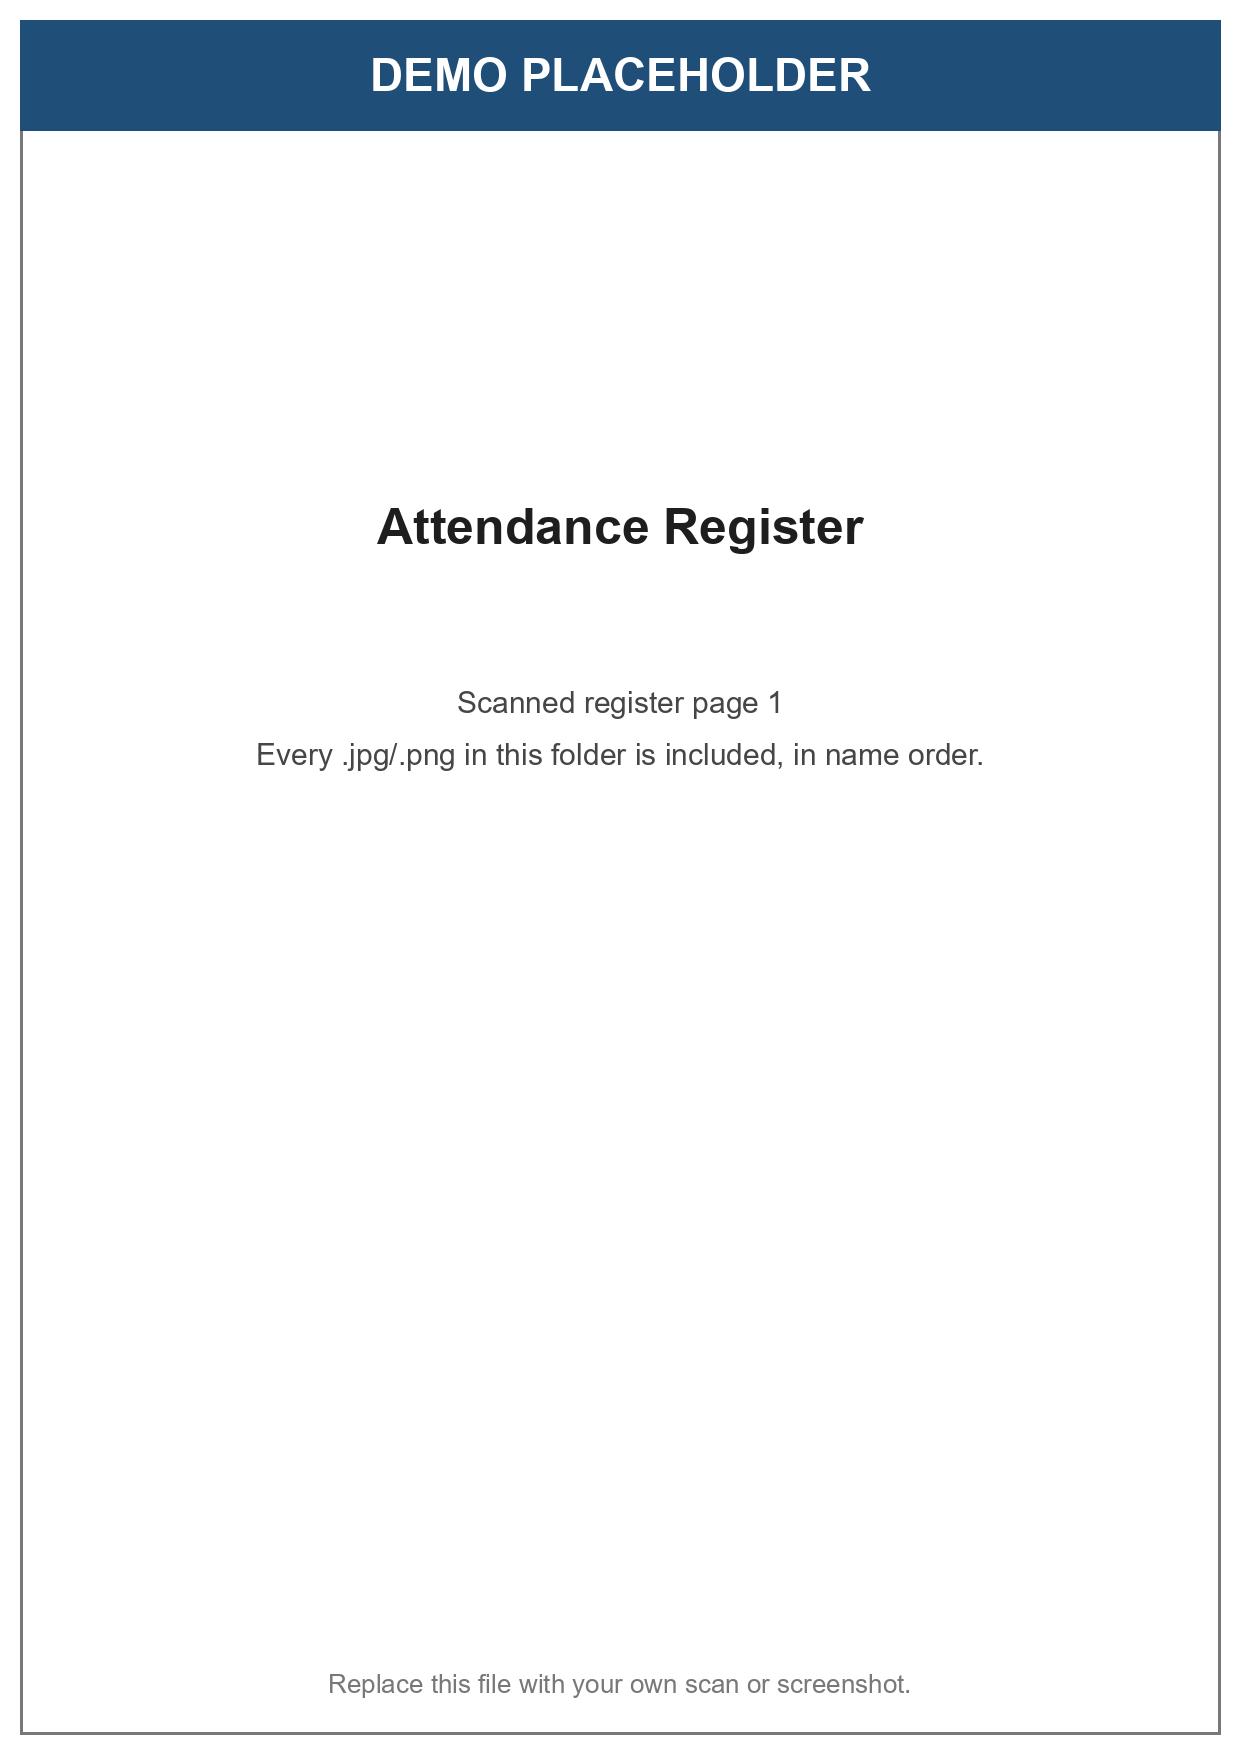 DEMO PLACEHOLDER
Attendance Register
Scanned register page 1
Every .jpg/.png in this folder is included, in name order.
Replace this file with your own scan or screenshot.